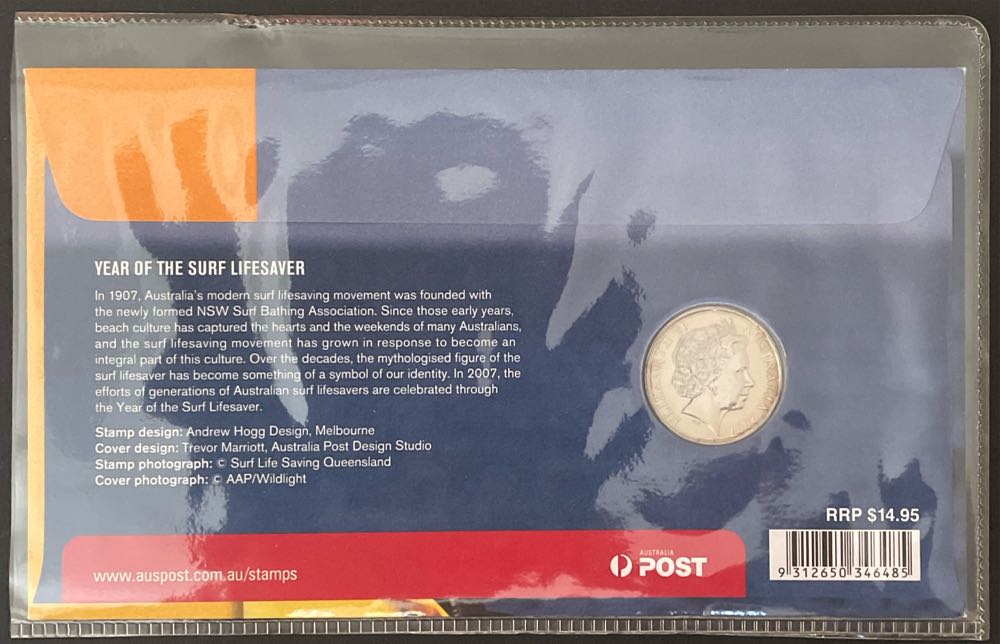 YEAR OF THE SURF LIFESAVER
In 1907, Australia's modern surf lifesaving movement was founded with
the newly formed NSW Surf Bathing Association. Since those early years,
beach culture has captured the hearts and the weekends of many Australians,
and the surf lifesaving movement has grown in response to become an
integral part of this culture. Over the decades, the mythologised figure of the
surf lifesaver has become something of a symbol of our identity. In 2007, the
efforts of generations of Australian surf lifesavers are celebrated through
the Year of the Surf Lifesaver.
Stamp design: Andrew Hogg Design, Melbourne
Cover design: Trevor Marriott, Australia Post Design Studio
Stamp photograph: © Surf Life Saving Queensland
Cover photograph: © AAP/Wildlight
RRP $14.95
9 312650 346485
www.auspost.com.au/stamps
AUSTRALIA
POST